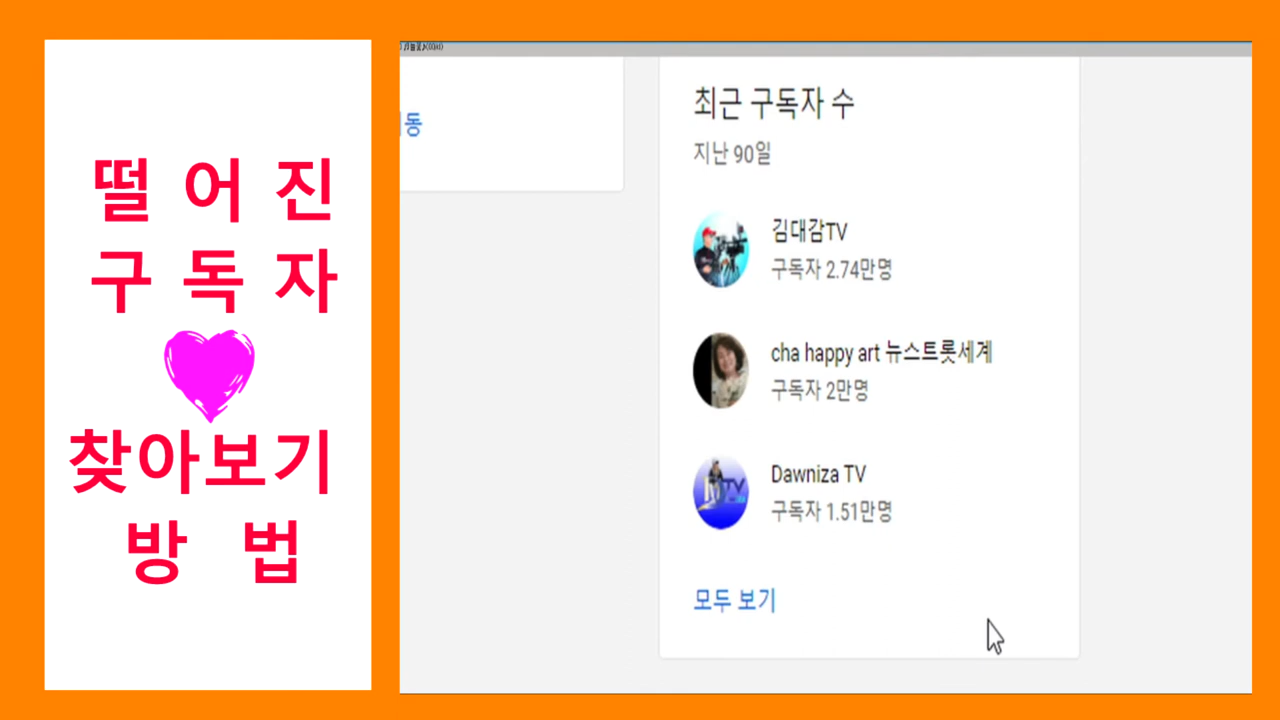 떨 어 진
구 독 자
찾아보기
방 법
동
최근 구독자 수
지난 90일
김대감TV
구독자 2.74만명
cha happy art 뉴스트롯세계
구독자 2만명
TV
Dawniza TV
구독자 1.51만명
모두 보기